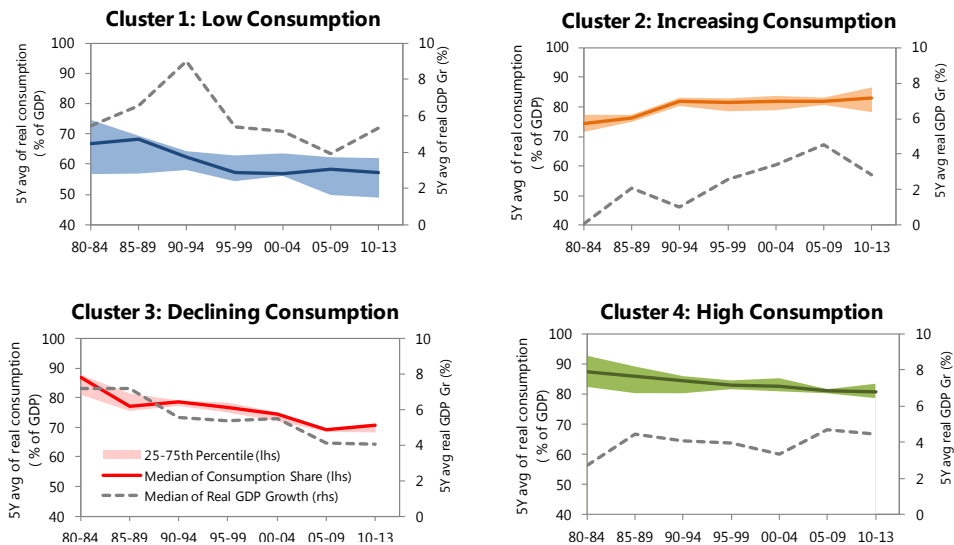 Cluster 1: Low Consumption
5Y avg of real consumption
( % of GDP)
100
90
80
70
60
50
40
10
8
6
4
2
0
5Y avg of real GDP Gr (%)
80-84 85-89 90-94 95-99 00-04 05-09 10-13
Cluster 2: Increasing Consumption
5Y avg of real consumption
( % of GDP)
100
90
80
70
60
50
40
10
8
6
4
2
0
5Y avg real GDP Gr (%)
80-84 85-89 90-94 95-99 00-04 05-09 10-13
Cluster 3: Declining Consumption
5Y avg of real consumption
( % of GDP)
100
90
80
70
60
50
40
25-75th Percentile (lhs)
Median of Consumption Share (lhs)
Median of Real GDP Growth (rhs)
10
8
6
4
2
0
5Y avg real GDP Gr (%)
80-84 85-89 90-94 95-99 00-04 05-09 10-13
Cluster 4: High Consumption
5Y avg of real consumption
( % of GDP)
100
90
80
70
60
50
40
10
8
6
4
2
0
5Y avg real GDP Gr (%)
80-84 85-89 90-94 95-99 00-04 05-09 10-13